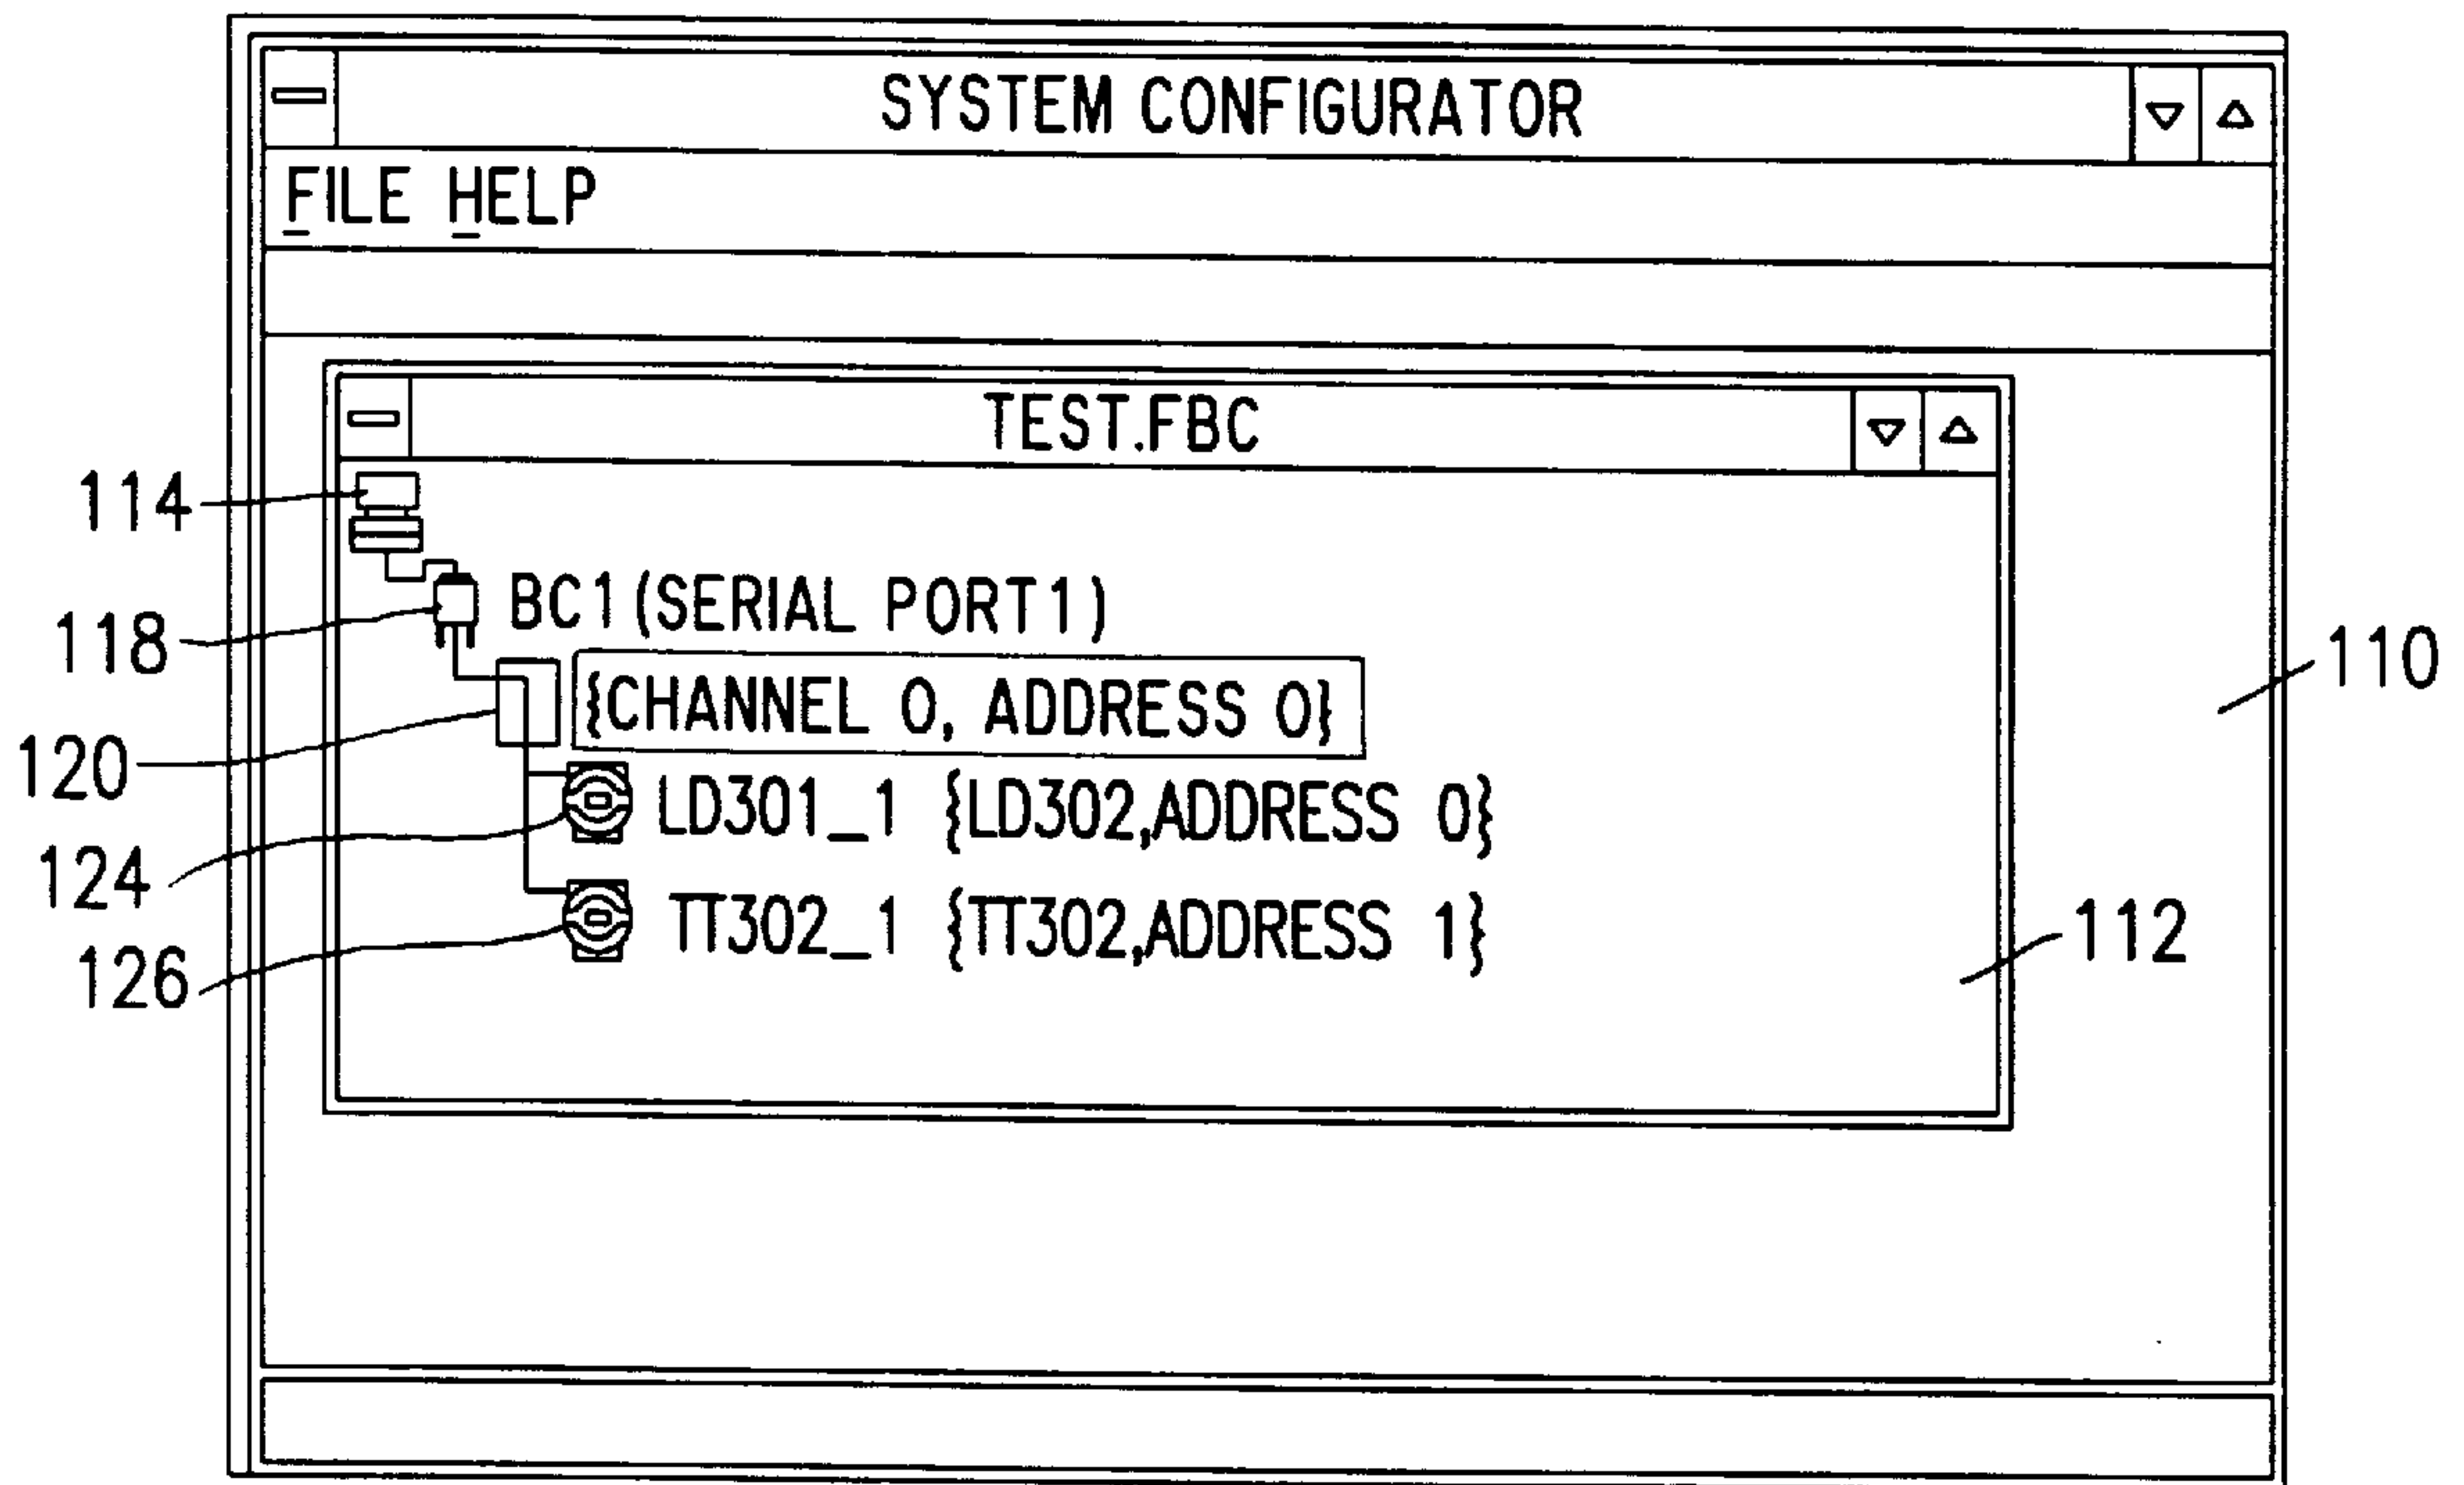 SYSTEM CONFIGURATOR
FILE HELP
TEST.FBC
114
118 BC1 (SERIAL PORT1)
110
120 {CHANNEL 0, ADDRESS 0}
124 LD301_1 {LD302,ADDRESS 0}
126 TT302_1 {TT302,ADDRESS 1}
112